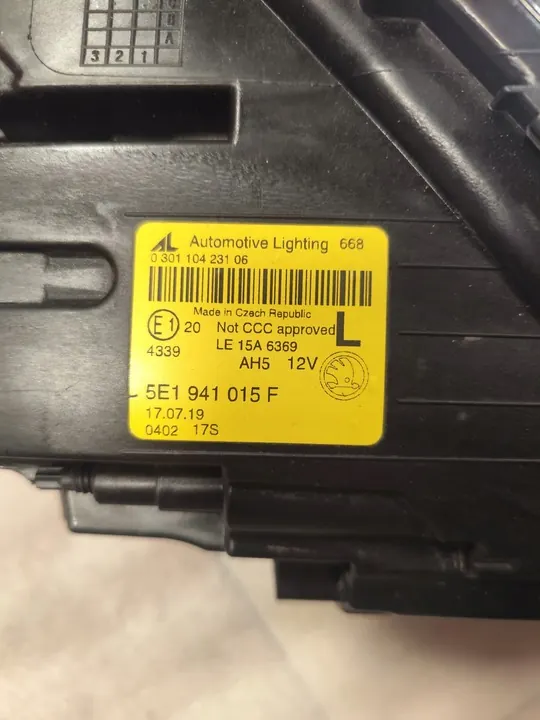 B
A
3 2 1
AL Automotive Lighting 668
0 301 104 231 06
Made in Czech Republic
E1 20 Not CCC approved L
4339 LE 15A 6369
AH5 12V
5E1 941 015 F
17.07.19
0402 17S